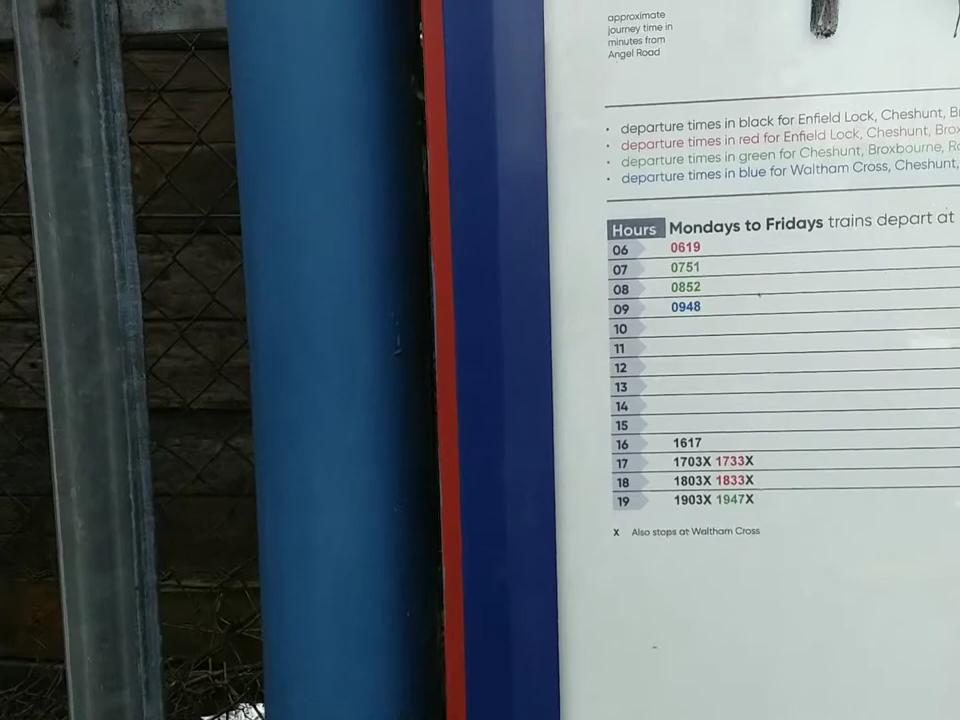 approximate
journey time in
minutes from
Angel Road
· departure times in black for Enfield Lock, Cheshunt,
· departure times in red for Enfield Lock, Cheshunt,
· departure times in green for Cheshunt, Broxbourne,
· departure times in blue for Waltham Cross, Cheshunt,
Hours Mondays to Fridays trains depart at
06 0619
07 0751
08 0852
09 0948
10
11
12
13
14
15
16 1617
17 1703X 1733X
18 1803X 1833X
19 1903X 1947X
X Also stops at Waltham Cross